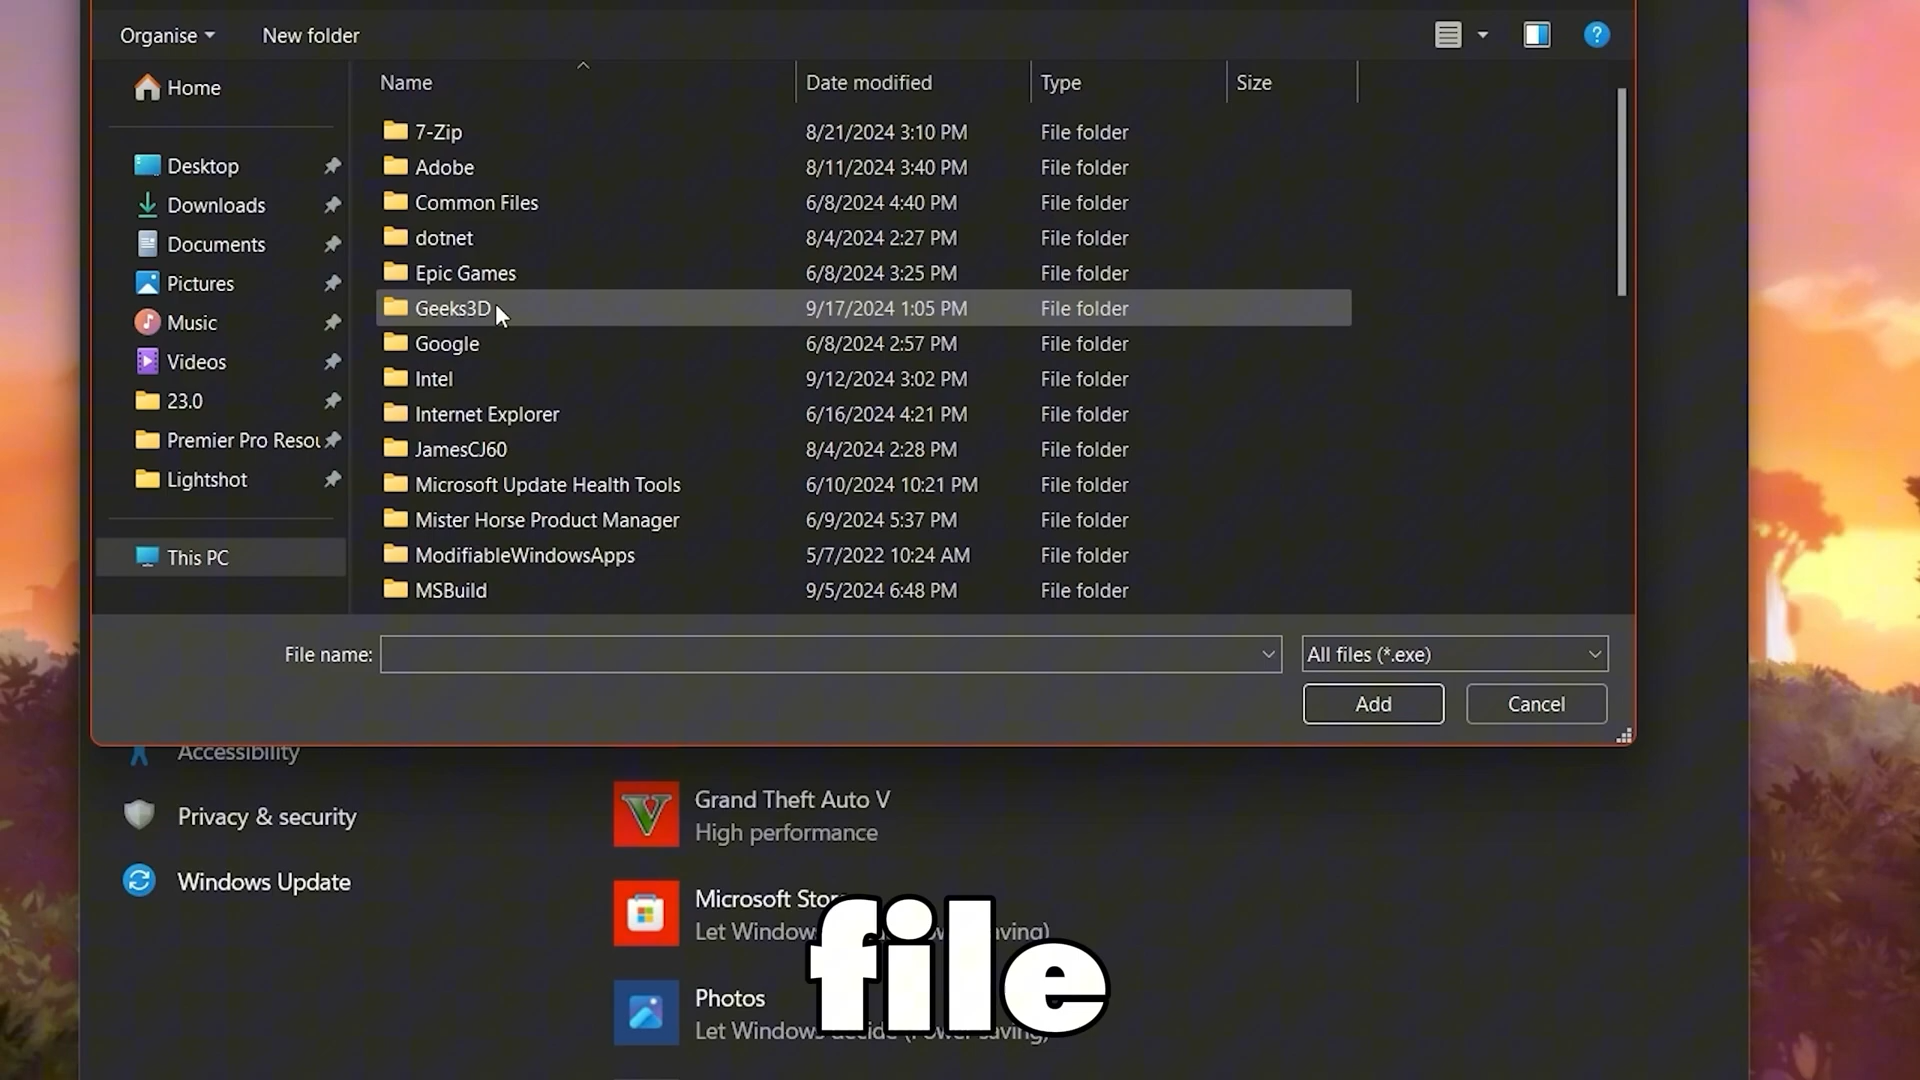 Organise New folder
Name Date modified Type Size
Home
Desktop
Downloads
Documents
Pictures
Music
Videos
23.0
Premier Pro Resou
Lightshot
This PC
7-Zip 8/21/2024 3:10 PM File folder
Adobe 8/11/2024 3:40 PM File folder
Common Files 6/8/2024 4:40 PM File folder
dotnet 8/4/2024 2:27 PM File folder
Epic Games 6/8/2024 3:25 PM File folder
Geeks3D 9/17/2024 1:05 PM File folder
Google 6/8/2024 2:57 PM File folder
Intel 9/12/2024 3:02 PM File folder
Internet Explorer 6/16/2024 4:21 PM File folder
JamesCJ60 8/4/2024 2:28 PM File folder
Microsoft Update Health Tools 6/10/2024 10:21 PM File folder
Mister Horse Product Manager 6/9/2024 5:37 PM File folder
ModifiableWindowsApps 5/7/2022 10:24 AM File folder
MSBuild 9/5/2024 6:48 PM File folder
File name: All files (*.exe)
Add Cancel
Accessibility
Privacy & security
Windows Update
Grand Theft Auto V
High performance
Microsoft Store
Let Windows
Photos
Let Windows decide (Power saving)
file